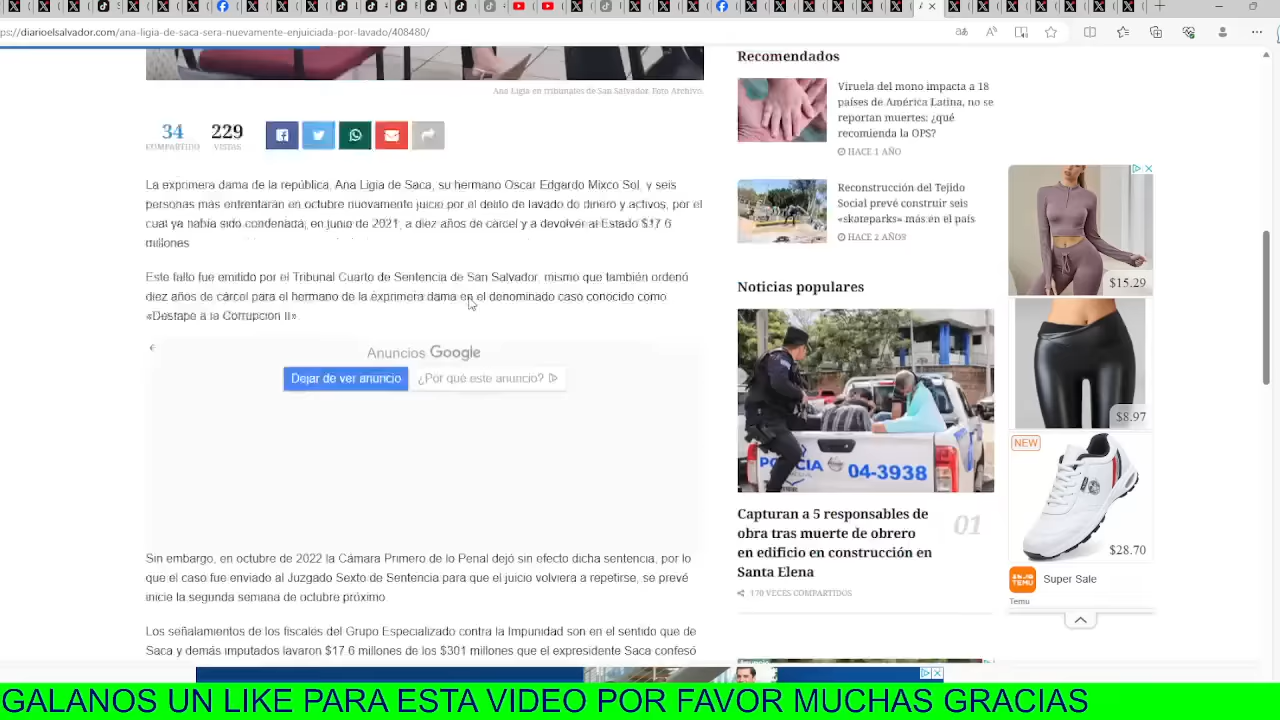 ps://diarioelsalvador.com/ana-ligia-de-saca-sera-nuevamente-enjuiciada-por-lavado/408480/
Ana Ligia en tribunales de San Salvador. Foto Archivo.
34
COMPARTIDO
229
VISTAS
La exprimera dama de la república, Ana Ligia de Saca, su hermano Oscar Edgardo Mixco Sol, y seis
personas más enfrentarán en octubre nuevamente juicio por el delito de lavado de dinero y activos, por el
cual ya había sido condenada, en junio de 2021, a diez años de cárcel y a devolver al Estado $17.6
millones
Este fallo fue emitido por el Tribunal Cuarto de Sentencia de San Salvador, mismo que también ordenó
diez años de cárcel para el hermano de la exprimera dama en el denominado caso conocido como
«Destape a la Corrupción II».
Anuncios Google
Dejar de ver anuncio
¿Por qué este anuncio?
Sin embargo, en octubre de 2022 la Cámara Primero de lo Penal dejó sin efecto dicha sentencia, por lo
que el caso fue enviado al Juzgado Sexto de Sentencia para que el juicio volviera a repetirse, se prevé
inicie la segunda semana de octubre próximo.
Los señalamientos de los fiscales del Grupo Especializado contra la Impunidad son en el sentido que de
Saca y demás imputados lavaron $17.6 millones de los $301 millones que el expresidente Saca confesó
Recomendados
Viruela del mono impacta a 18
países de América Latina, no se
reportan muertes; ¿qué
recomienda la OPS?
HACE 1 AÑO
Reconstrucción del Tejido
Social prevé construir seis
«skateparks» más en el país
HACE 2 AÑOS
Noticias populares
POLICIA 04-3938
Capturan a 5 responsables de
obra tras muerte de obrero
en edificio en construcción en
Santa Elena
01
170 VECES COMPARTIDOS
$15.29
$8.97
NEW
$28.70
TEMU
Super Sale
Temu
GALANOS UN LIKE PARA ESTA VIDEO POR FAVOR MUCHAS GRACIAS